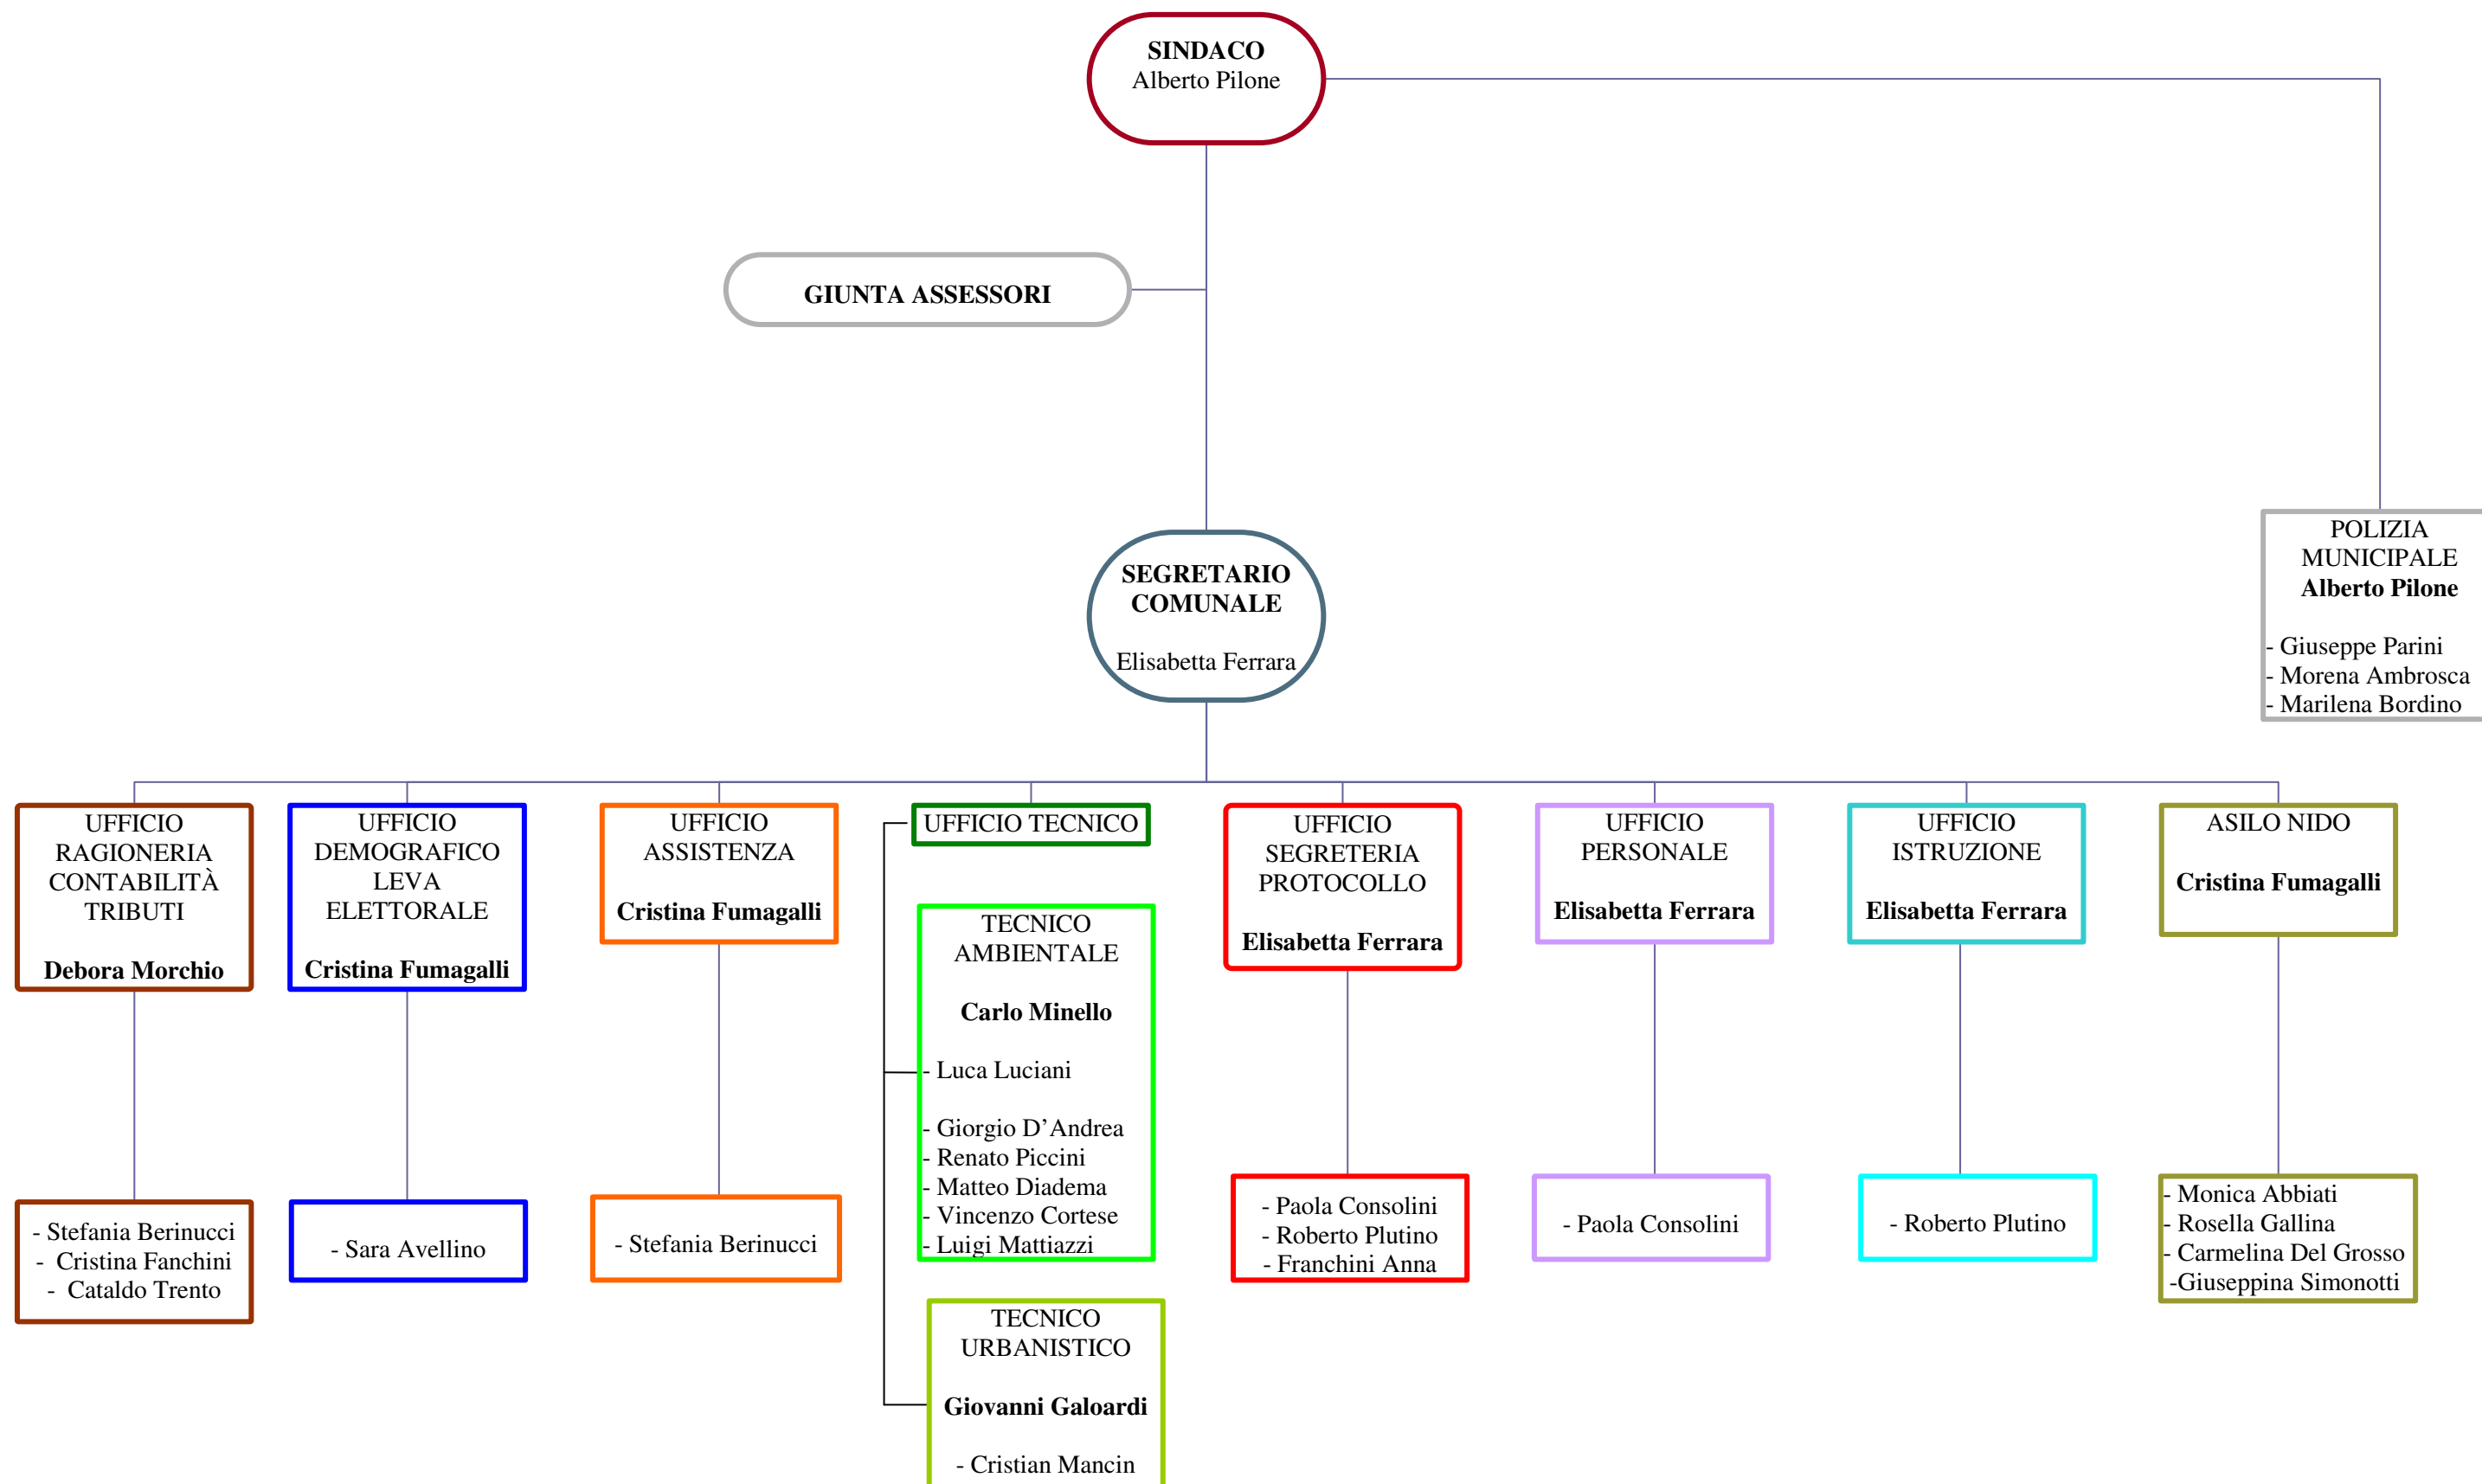 SINDACO
Alberto Pilone
GIUNTA ASSESSORI
SEGRETARIO
COMUNALE
Elisabetta Ferrara
POLIZIA
MUNICIPALE
Alberto Pilone
- Giuseppe Parini
- Morena Ambrosca
- Marilena Bordino
UFFICIO
RAGIONERIA
CONTABILITÀ
TRIBUTI
Debora Morchio
- Stefania Berinucci
- Cristina Fanchini
- Cataldo Trento
UFFICIO
DEMOGRAFICO
LEVA
ELETTORALE
Cristina Fumagalli
- Sara Avellino
UFFICIO
ASSISTENZA
Cristina Fumagalli
- Stefania Berinucci
UFFICIO TECNICO
TECNICO
AMBIENTALE
Carlo Minello
- Luca Luciani
- Giorgio D’Andrea
- Renato Piccini
- Matteo Diadema
- Vincenzo Cortese
- Luigi Mattiazzi
TECNICO
URBANISTICO
Giovanni Galoardi
- Cristian Mancin
UFFICIO
SEGRETERIA
PROTOCOLLO
Elisabetta Ferrara
- Paola Consolini
- Roberto Plutino
- Franchini Anna
UFFICIO
PERSONALE
Elisabetta Ferrara
- Paola Consolini
UFFICIO
ISTRUZIONE
Elisabetta Ferrara
- Roberto Plutino
ASILO NIDO
Cristina Fumagalli
- Monica Abbiati
- Rosella Gallina
- Carmelina Del Grosso
-Giuseppina Simonotti